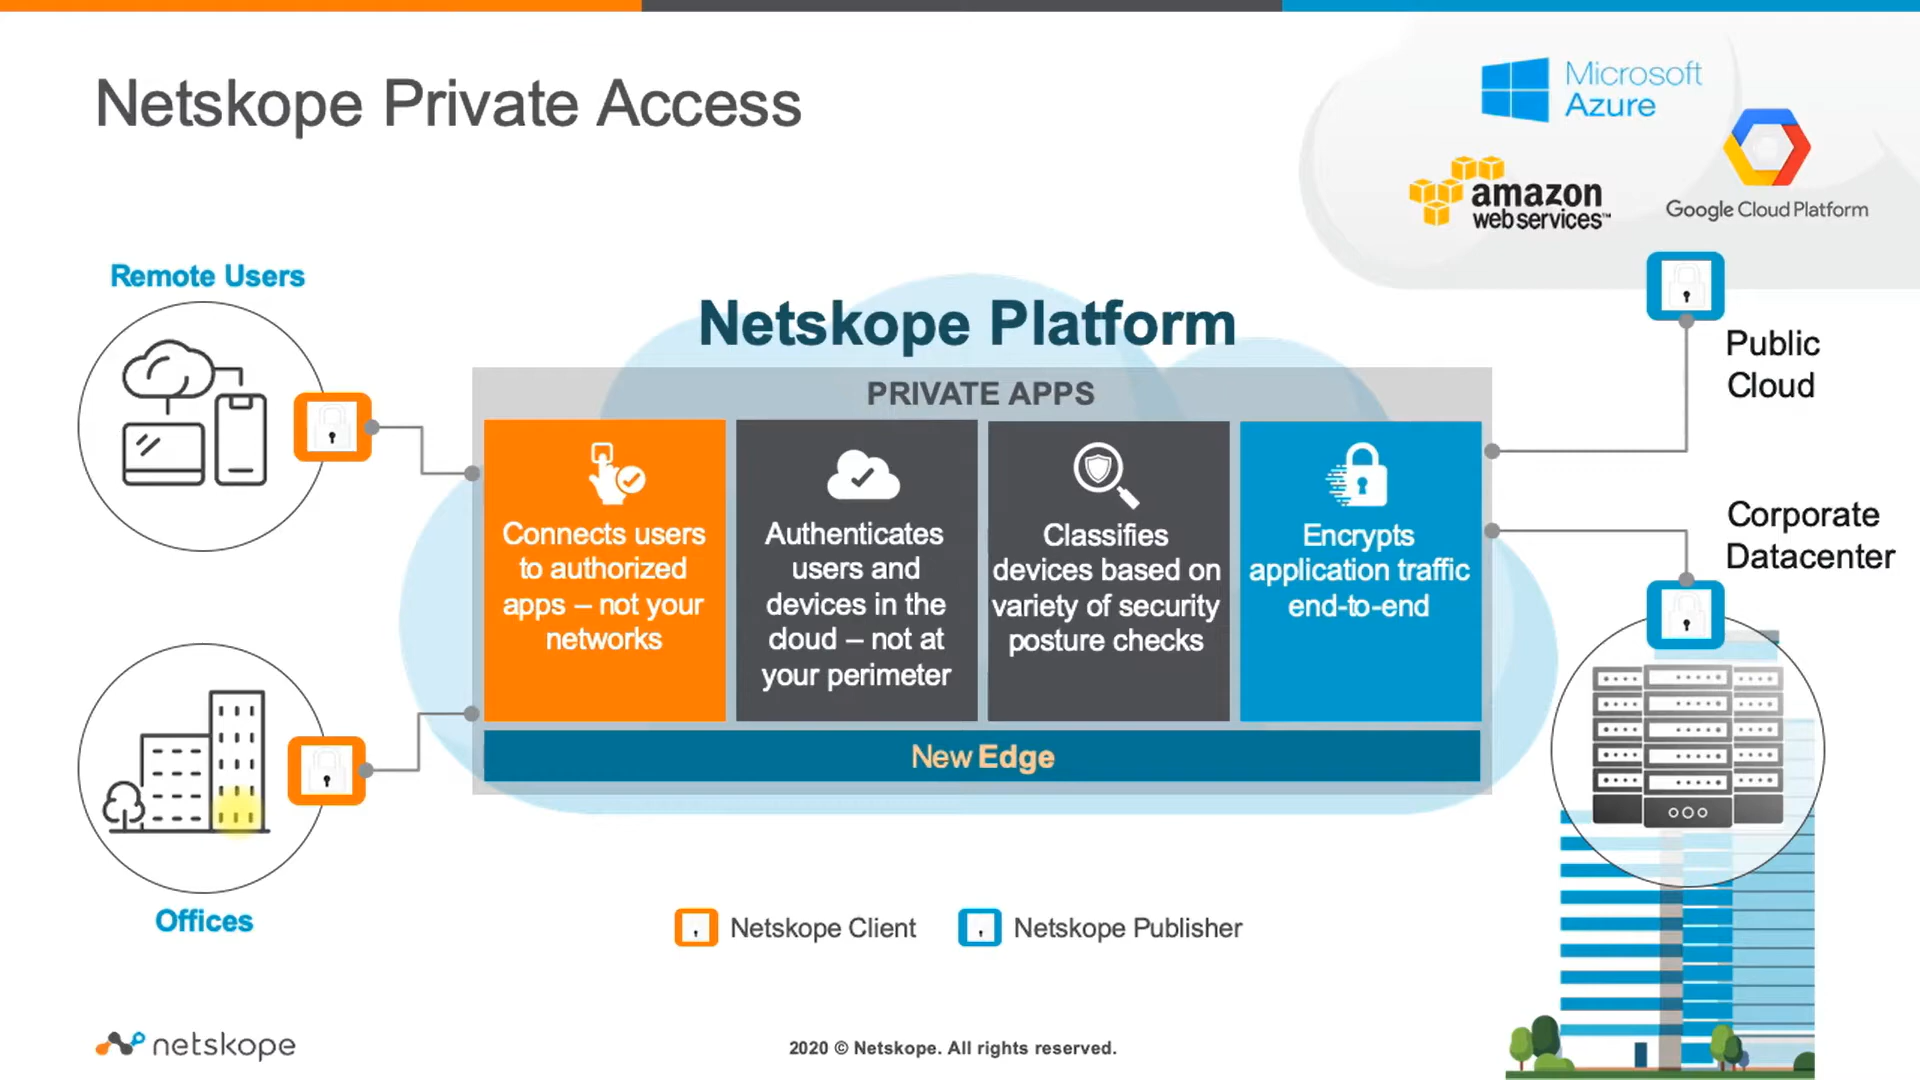 Netskope Private Access
Microsoft
Azure
amazon
web services™
Google Cloud Platform
Remote Users
Netskope Platform
Public
Cloud
PRIVATE APPS
Connects users
to authorized
apps – not your
networks
Authenticates
users and
devices in the
cloud – not at
your perimeter
Classifies
devices based on
variety of security
posture checks
Encrypts
application traffic
end-to-end
Corporate
Datacenter
New Edge
Offices
Netskope Client
Netskope Publisher
netskope
2020 © Netskope. All rights reserved.